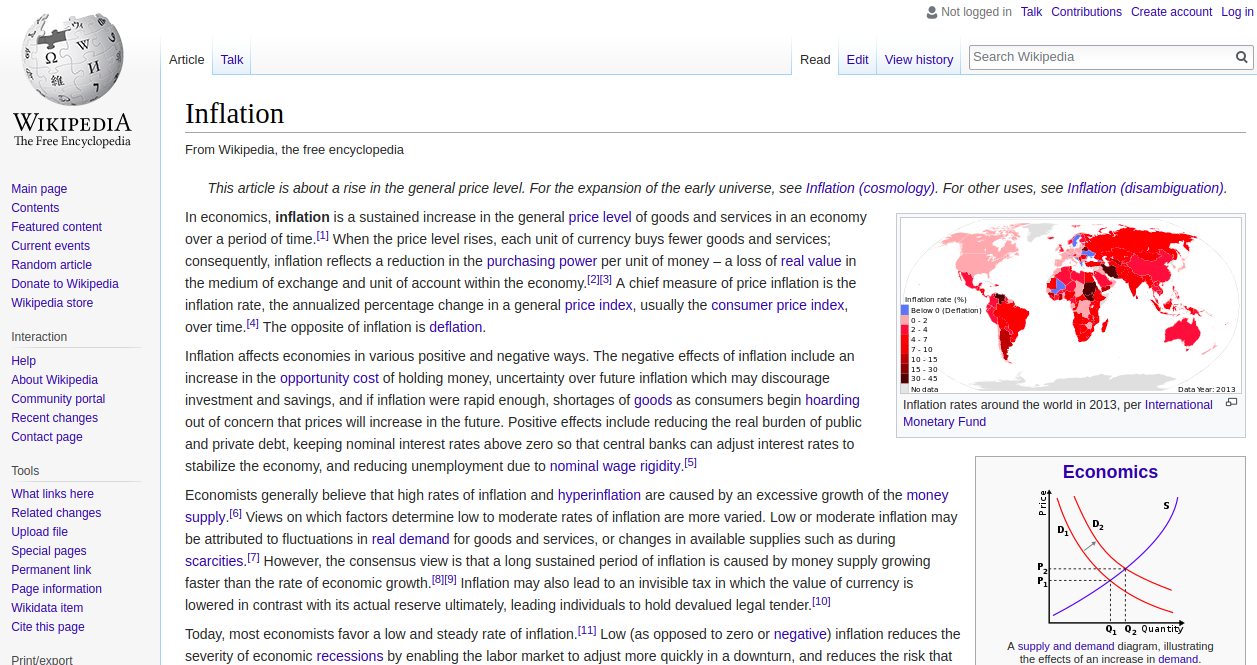 Not logged in Talk Contributions Create account Log in
Article Talk Read Edit View history Search Wikipedia
WIKIPEDIA
The Free Encyclopedia
Main page
Contents
Featured content
Current events
Random article
Donate to Wikipedia
Wikipedia store
Interaction
Help
About Wikipedia
Community portal
Recent changes
Contact page
Tools
What links here
Related changes
Upload file
Special pages
Permanent link
Page information
Wikidata item
Cite this page
Print/export
Inflation
From Wikipedia, the free encyclopedia
This article is about a rise in the general price level. For the expansion of the early universe, see Inflation (cosmology). For other uses, see Inflation (disambiguation).
In economics, inflation is a sustained increase in the general price level of goods and services in an economy
over a period of time.[1] When the price level rises, each unit of currency buys fewer goods and services;
consequently, inflation reflects a reduction in the purchasing power per unit of money – a loss of real value in
the medium of exchange and unit of account within the economy.[2][3] A chief measure of price inflation is the
inflation rate, the annualized percentage change in a general price index, usually the consumer price index,
over time.[4] The opposite of inflation is deflation.
Inflation affects economies in various positive and negative ways. The negative effects of inflation include an
increase in the opportunity cost of holding money, uncertainty over future inflation which may discourage
investment and savings, and if inflation were rapid enough, shortages of goods as consumers begin hoarding
out of concern that prices will increase in the future. Positive effects include reducing the real burden of public
and private debt, keeping nominal interest rates above zero so that central banks can adjust interest rates to
stabilize the economy, and reducing unemployment due to nominal wage rigidity.[5]
Economists generally believe that high rates of inflation and hyperinflation are caused by an excessive growth of the money
supply.[6] Views on which factors determine low to moderate rates of inflation are more varied. Low or moderate inflation may
be attributed to fluctuations in real demand for goods and services, or changes in available supplies such as during
scarcities.[7] However, the consensus view is that a long sustained period of inflation is caused by money supply growing
faster than the rate of economic growth.[8][9] Inflation may also lead to an invisible tax in which the value of currency is
lowered in contrast with its actual reserve ultimately, leading individuals to hold devalued legal tender.[10]
Today, most economists favor a low and steady rate of inflation.[11] Low (as opposed to zero or negative) inflation reduces the
severity of economic recessions by enabling the labor market to adjust more quickly in a downturn, and reduces the risk that
Inflation rate (%)
Below 0 (Deflation)
0 - 2
2 - 4
4 - 7
7 - 10
10 - 15
15 - 30
30 - 45
No data
Data Year: 2013
Inflation rates around the world in 2013, per International
Monetary Fund
Economics
Price
S
D2
D1
P2
P1
Q1 Q2 Quantity
A supply and demand diagram, illustrating
the effects of an increase in demand.